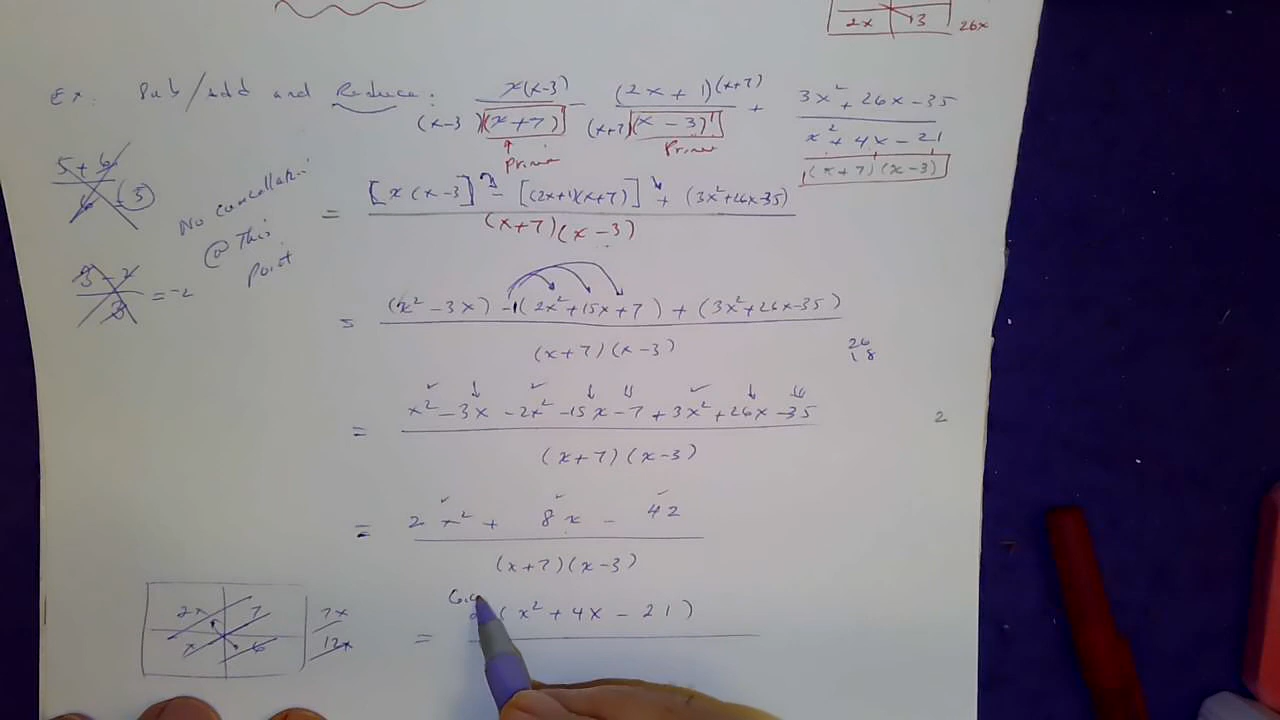 2x 3 26x
Ex: Sub/Add and Reduce: x(x-3) / (x-3)(x+7) - (2x+1)(x+7) / (x+7)(x-3) + 3x²+26x-35 / x²+4x-21
Prime Prime (x+7)(x-3)
5+6 / 6 (5)
No cancellation
@ This
point
= [x(x-3)] - [(2x+1)(x+7)] + (3x²+26x-35) / (x+7)(x-3)
3-2 / 3 = -2
= (x²-3x) -1(2x²+15x+7) + (3x²+26x-35) / (x+7)(x-3)
26
18
= x²-3x-2x²-15x-7+3x²+26x-35 / (x+7)(x-3)
2
= 2x²+8x-42 / (x+7)(x-3)
2x 7 7x
x 6 12x
= (x²+4x-21)